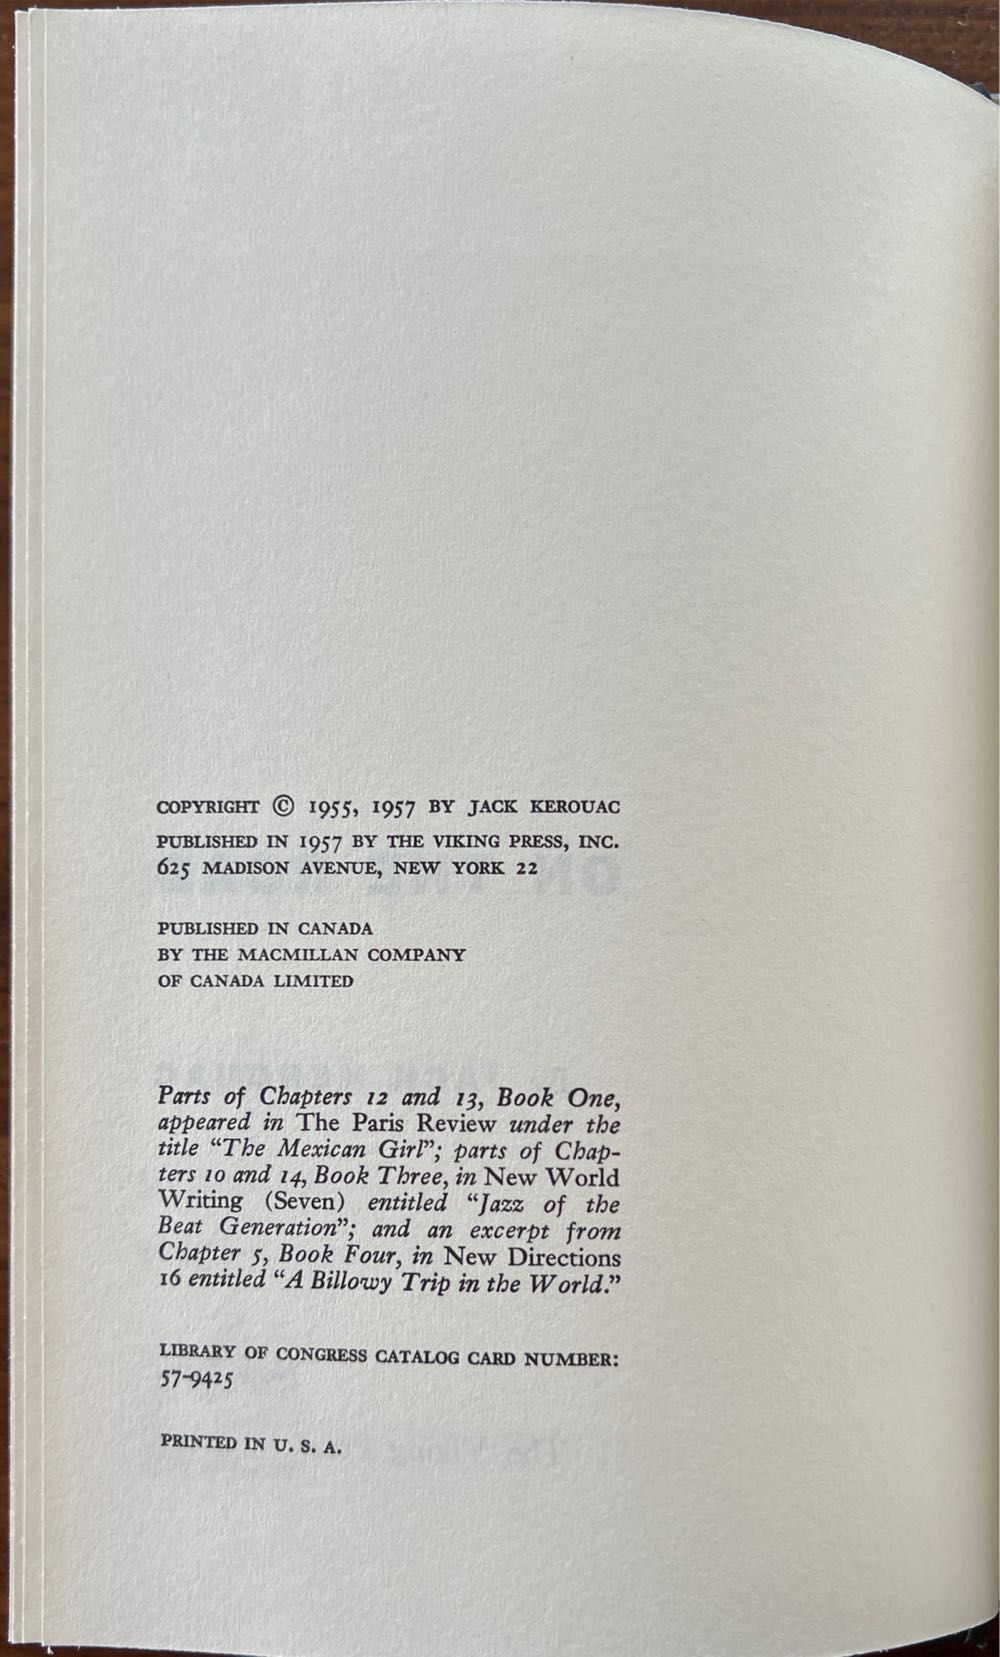 COPYRIGHT © 1955, 1957 BY JACK KEROUAC
PUBLISHED IN 1957 BY THE VIKING PRESS, INC.
625 MADISON AVENUE, NEW YORK 22
PUBLISHED IN CANADA
BY THE MACMILLAN COMPANY
OF CANADA LIMITED
Parts of Chapters 12 and 13, Book One,
appeared in The Paris Review under the
title “The Mexican Girl”; parts of Chap-
ters 10 and 14, Book Three, in New World
Writing (Seven) entitled “Jazz of the
Beat Generation”; and an excerpt from
Chapter 5, Book Four, in New Directions
16 entitled “A Billowy Trip in the World.”
LIBRARY OF CONGRESS CATALOG CARD NUMBER:
57-9425
PRINTED IN U. S. A.